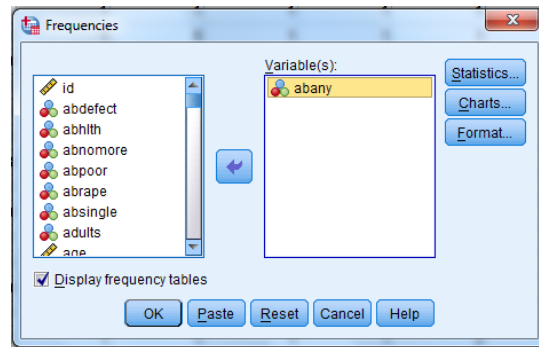 Frequencies
Variable(s):
id
abdefect
abhlth
abnomore
abpoor
abrape
absingle
adults
age
abany
Statistics...
Charts...
Format...
Display frequency tables
OK
Paste
Reset
Cancel
Help